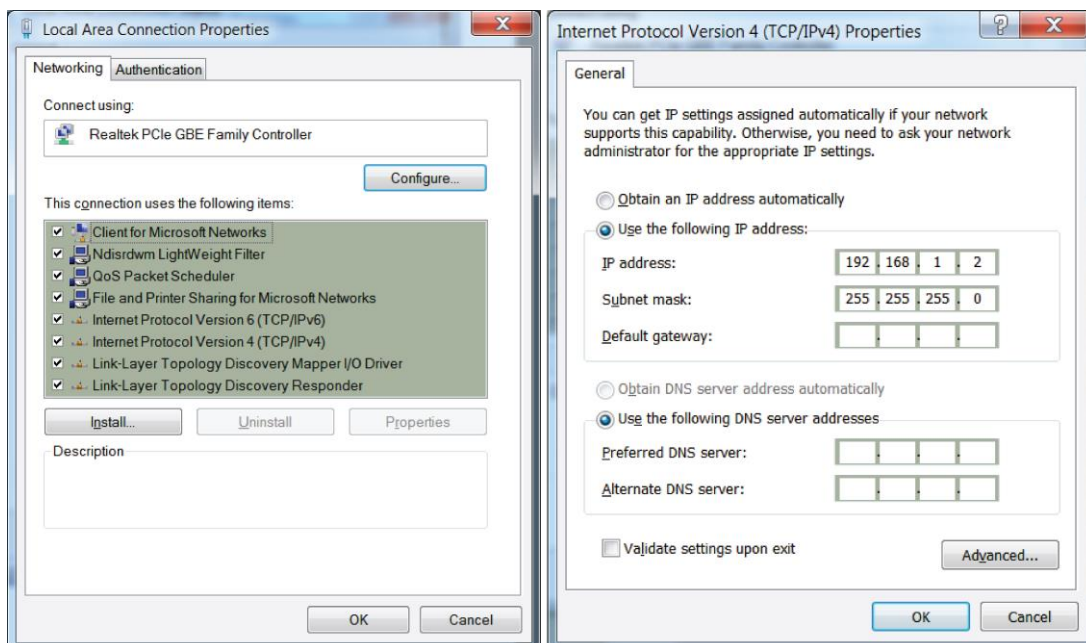 Local Area Connection Properties
Networking
Authentication
Connect using:
Realtek PCIe GBE Family Controller
Configure...
This connection uses the following items:
Client for Microsoft Networks
Ndisrdwm LightWeight Filter
QoS Packet Scheduler
File and Printer Sharing for Microsoft Networks
Internet Protocol Version 6 (TCP/IPv6)
Internet Protocol Version 4 (TCP/IPv4)
Link-Layer Topology Discovery Mapper I/O Driver
Link-Layer Topology Discovery Responder
Install...
Uninstall
Properties
Description
OK
Cancel
Internet Protocol Version 4 (TCP/IPv4) Properties
General
You can get IP settings assigned automatically if your network
supports this capability. Otherwise, you need to ask your network
administrator for the appropriate IP settings.
Obtain an IP address automatically
Use the following IP address:
IP address: 192 . 168 . 1 . 2
Subnet mask: 255 . 255 . 255 . 0
Default gateway: . . .
Obtain DNS server address automatically
Use the following DNS server addresses
Preferred DNS server: . . .
Alternate DNS server: . . .
Validate settings upon exit
Advanced...
OK
Cancel